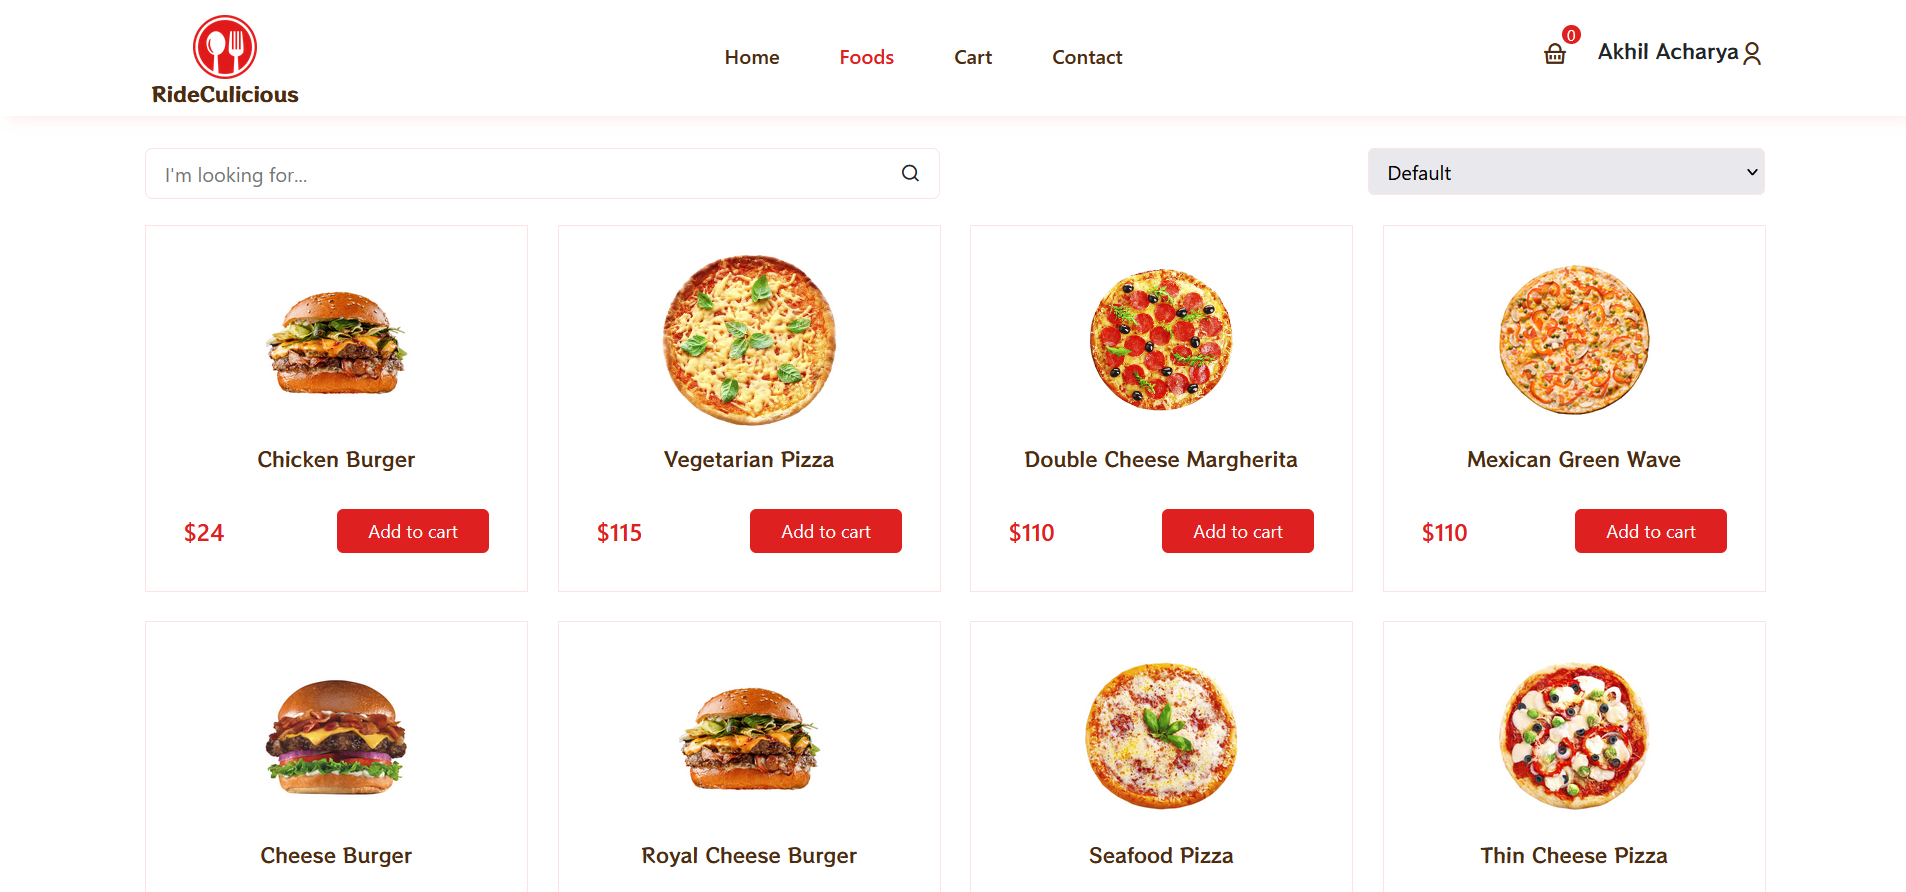 RideCulicious
Home Foods Cart Contact
0
Akhil Acharya
I'm looking for...
Default
Chicken Burger
$24 Add to cart
Vegetarian Pizza
$115 Add to cart
Double Cheese Margherita
$110 Add to cart
Mexican Green Wave
$110 Add to cart
Cheese Burger
Royal Cheese Burger
Seafood Pizza
Thin Cheese Pizza